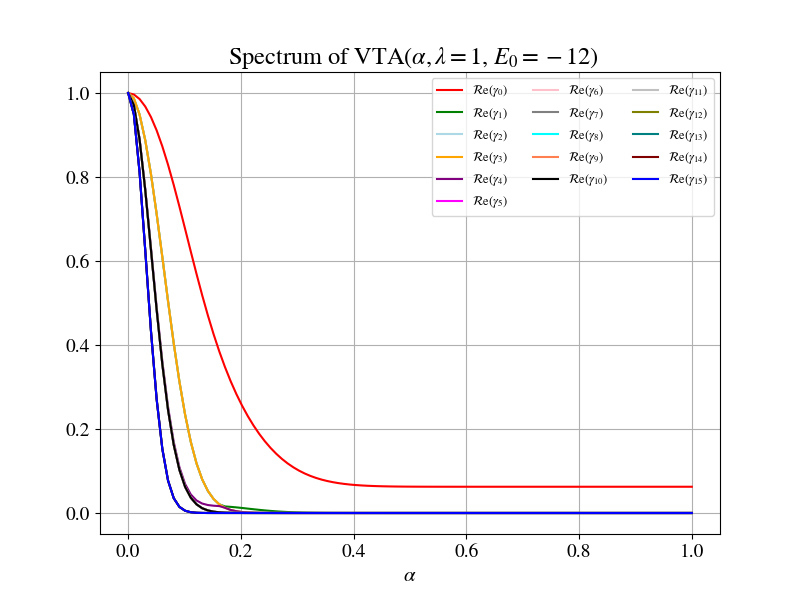 Spectrum of VTA(α, λ = 1, E₀ = −12)
1.0
0.8
0.6
0.4
0.2
0.0
ℛe(γ₀)
ℛe(γ₁)
ℛe(γ₂)
ℛe(γ₃)
ℛe(γ₄)
ℛe(γ₅)
ℛe(γ₆)
ℛe(γ₇)
ℛe(γ₈)
ℛe(γ₉)
ℛe(γ₁₀)
ℛe(γ₁₁)
ℛe(γ₁₂)
ℛe(γ₁₃)
ℛe(γ₁₄)
ℛe(γ₁₅)
0.0 0.2 0.4 0.6 0.8 1.0
α